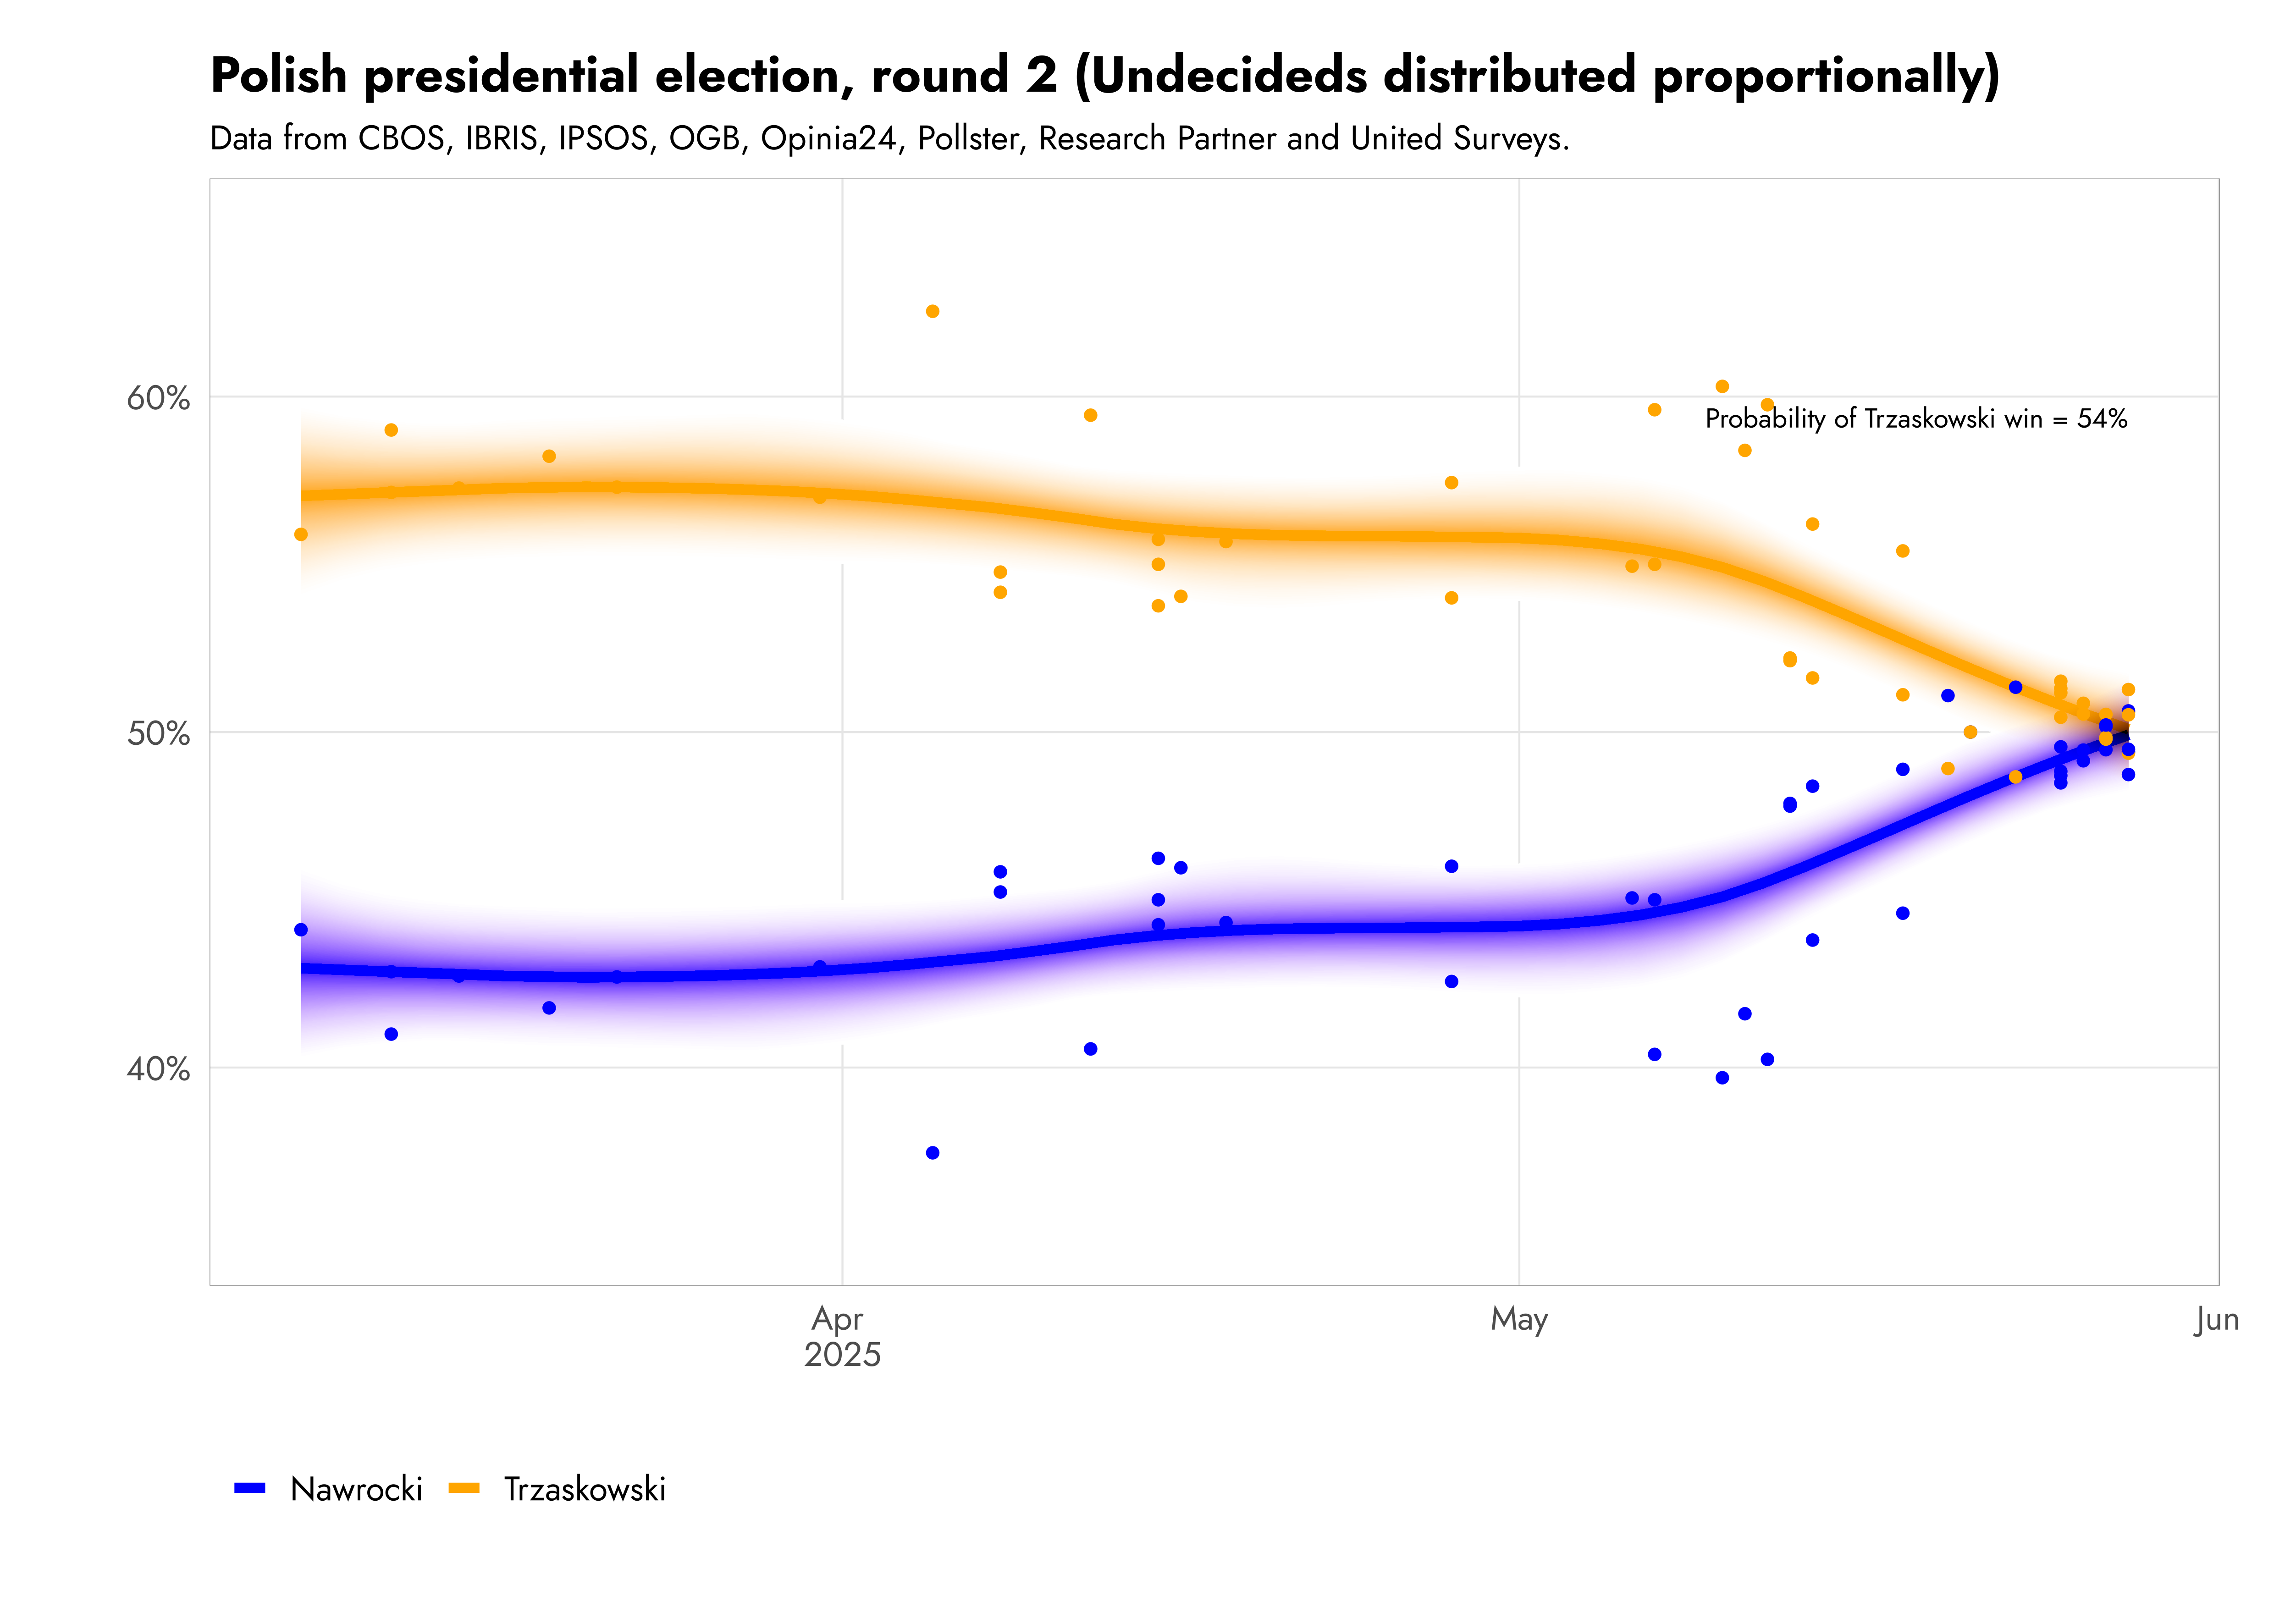 Polish presidential election, round 2 (Undecideds distributed proportionally)
Data from CBOS, IBRIS, IPSOS, OGB, Opinia24, Pollster, Research Partner and United Surveys.
60%
Probability of Trzaskowski win = 54%
50%
40%
Apr
2025
May
Jun
Nawrocki
Trzaskowski